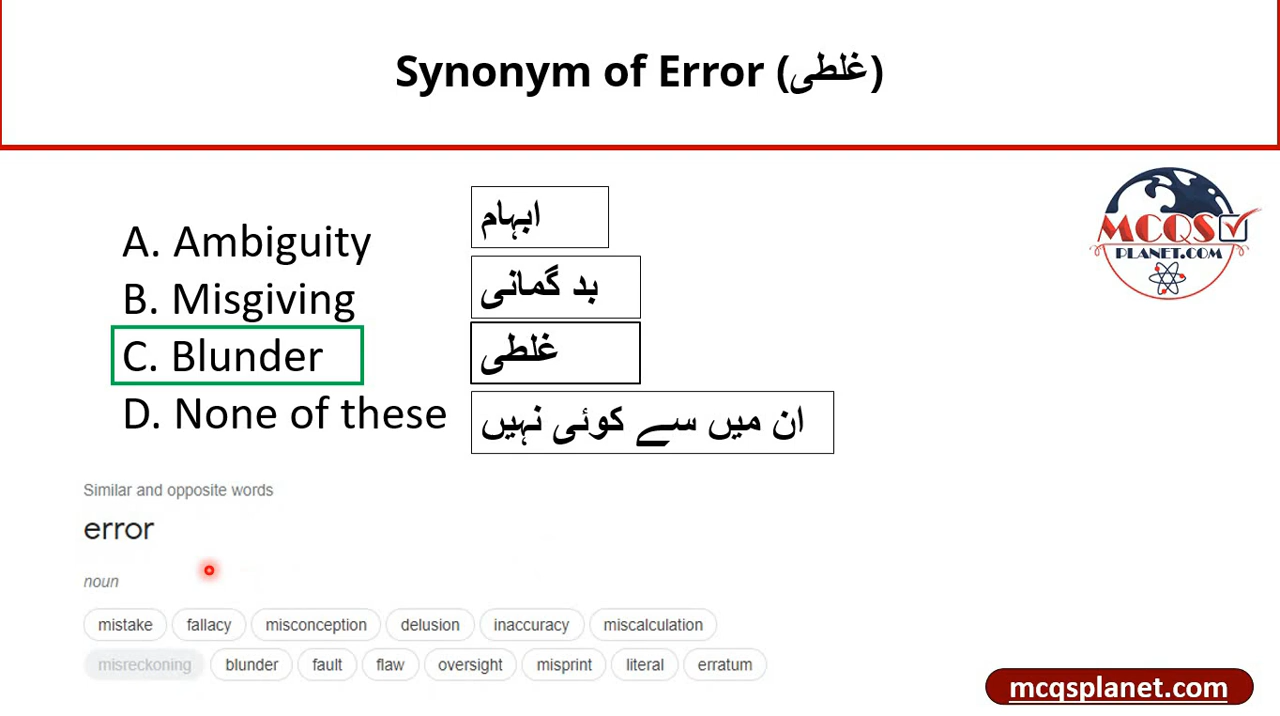 Synonym of Error (غلطی)
A. Ambiguity
ابہام
B. Misgiving
بد گمانی
C. Blunder
غلطی
D. None of these
ان میں سے کوئی نہیں
MCQS
PLANET.COM
Similar and opposite words
error
noun
mistake fallacy misconception delusion inaccuracy miscalculation
misreckoning blunder fault flaw oversight misprint literal erratum
mcqsplanet.com